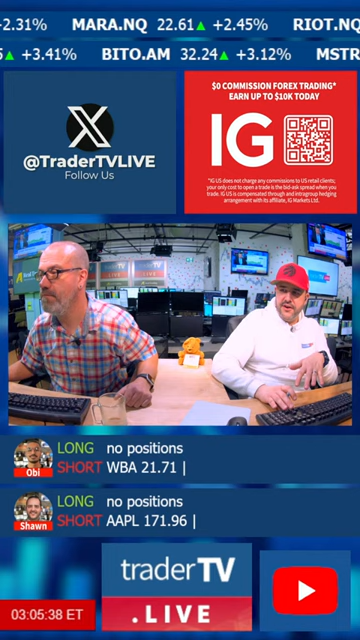 +2.31% MARA.NQ 22.61▲ +2.45% RIOT.NQ
+3.41% BITO.AM 32.24▲ +3.12% MSTR
$0 COMMISSION FOREX TRADING*
EARN UP TO $10K TODAY
IG
*IG US does not charge any commissions to US retail clients;
your only cost to open a trade is the bid-ask spread when you
trade. IG US is compensated through and intragroup hedging
arrangement with its affiliate, IG Markets Ltd.
X
@TraderTVLIVE
Follow Us
TraderTV
LONG no positions
SHORT WBA 21.71 |
Obi
LONG no positions
SHORT AAPL 171.96 |
Shawn
03:05:38 ET
traderTV
.LIVE